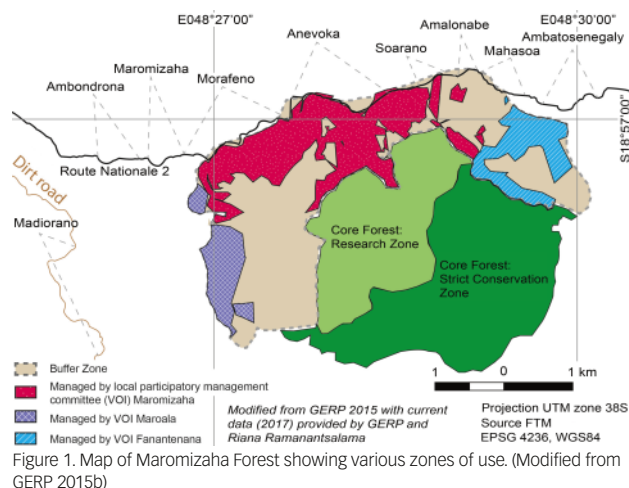 E048°27'00"
E048°30'00"
Anevoka
Soarano
Amalonabe
Mahasoa
Ambatosenegaly
Ambondrona
Maromizaha
Morafeno
S18°57'00"
Route Nationale 2
Dirt road
Madiorano
Core Forest:
Research Zone
Core Forest:
Strict Conservation
Zone
Buffer Zone
Managed by local participatory management
committee (VOI) Maromizaha
Managed by VOI Maroala
Managed by VOI Fanantenana
1 0 1 km
Modified from GERP 2015 with current
data (2017) provided by GERP and
Riana Ramanantsalama
Projection UTM zone 38S
Source FTM
EPSG 4236, WGS84
Figure 1. Map of Maromizaha Forest showing various zones of use. (Modified from
GERP 2015b)